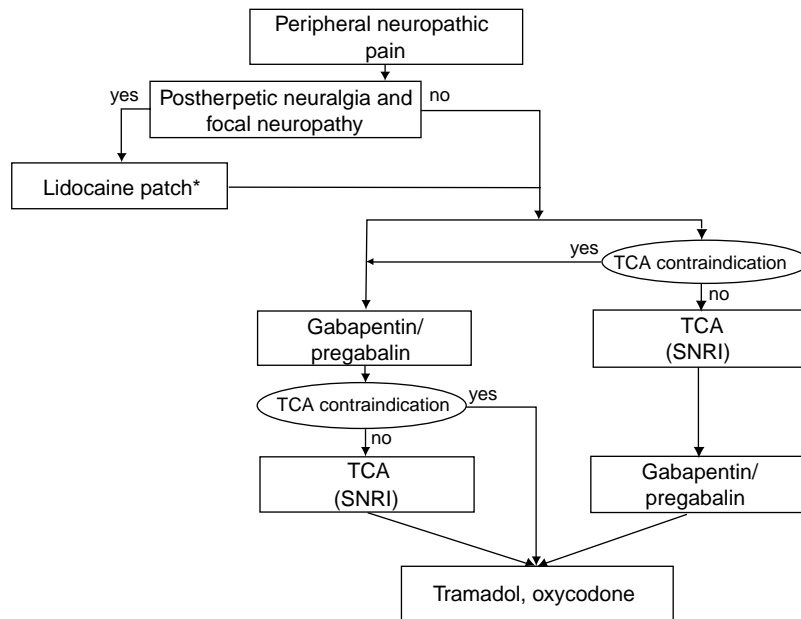 Peripheral neuropathic
pain
yes
Postherpetic neuralgia and
focal neuropathy
no
Lidocaine patch*
yes
TCA contraindication
no
Gabapentin/
pregabalin
TCA
(SNRI)
TCA contraindication
yes
no
TCA
(SNRI)
Gabapentin/
pregabalin
Tramadol, oxycodone